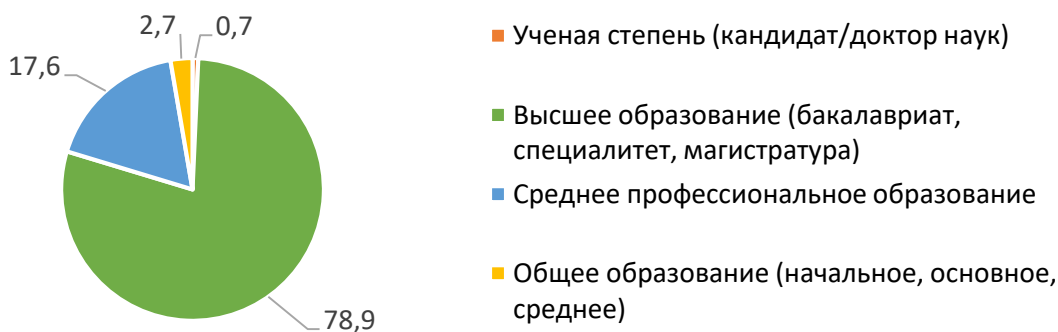 2,7
0,7
17,6
78,9
Ученая степень (кандидат/доктор наук)
Высшее образование (бакалавриат,
специалитет, магистратура)
Среднее профессиональное образование
Общее образование (начальное, основное,
среднее)